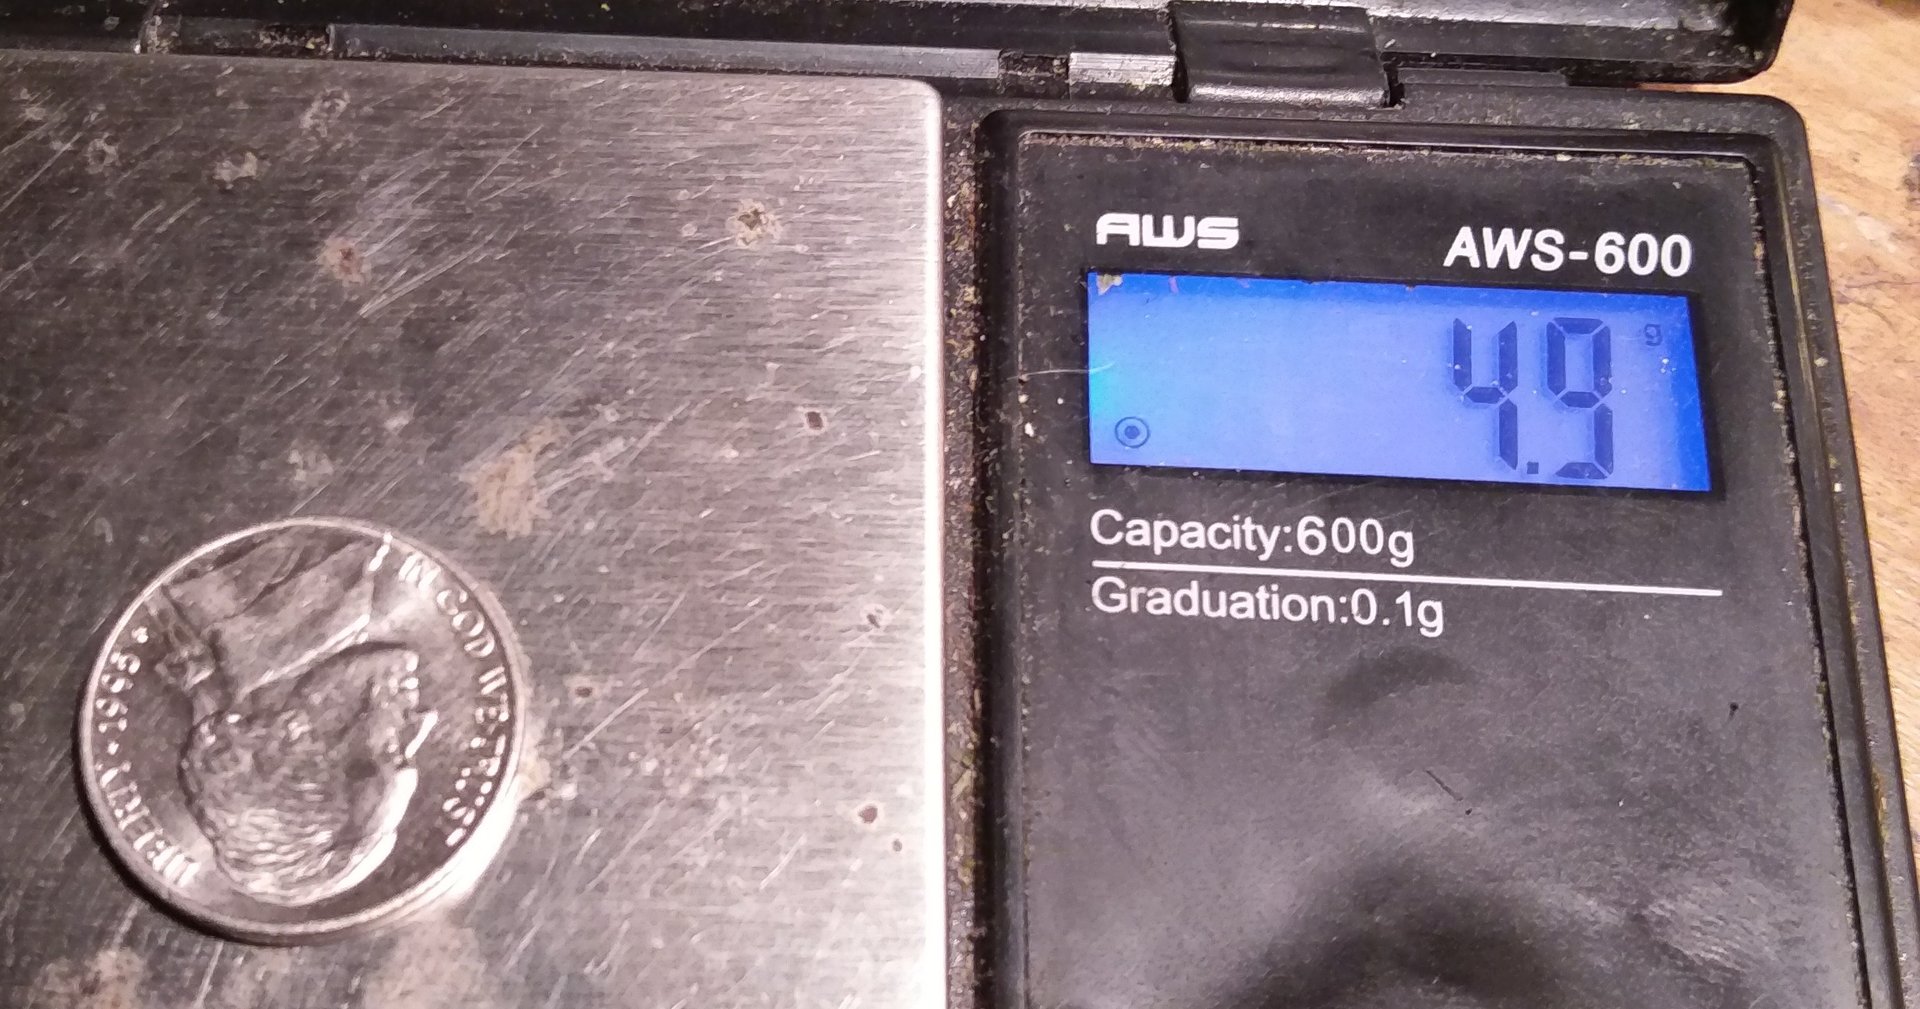 AWS
AWS-600
4.9 g
Capacity:600g
Graduation:0.1g
IN GOD WE TRUST
LIBERTY